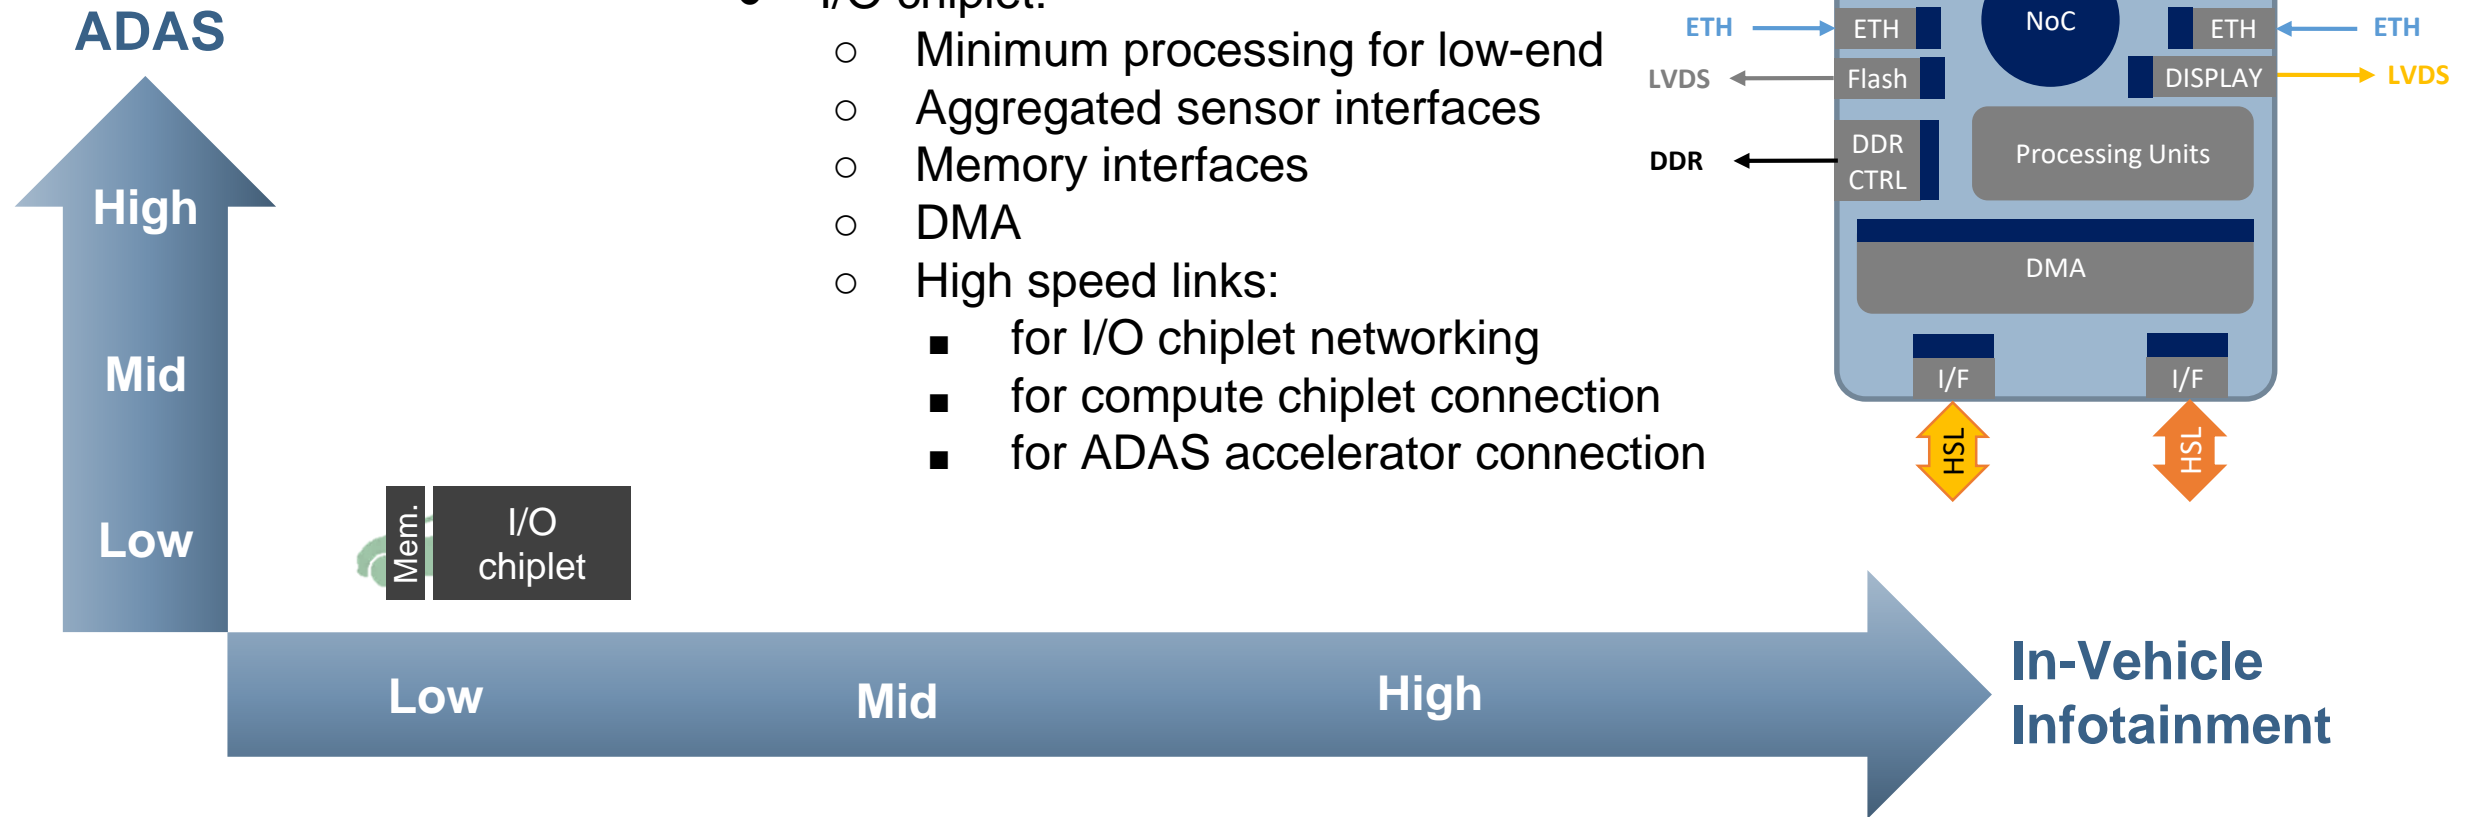 ADAS
High
Mid
Low
Mem.
I/O
chiplet
● I/O chiplet:
○ Minimum processing for low-end
○ Aggregated sensor interfaces
○ Memory interfaces
○ DMA
○ High speed links:
■ for I/O chiplet networking
■ for compute chiplet connection
■ for ADAS accelerator connection
ETH
ETH
NoC
ETH
ETH
LVDS
Flash
DISPLAY
LVDS
DDR
DDR
CTRL
Processing Units
DMA
I/F
I/F
HSL
HSL
Low
Mid
High
In-Vehicle
Infotainment